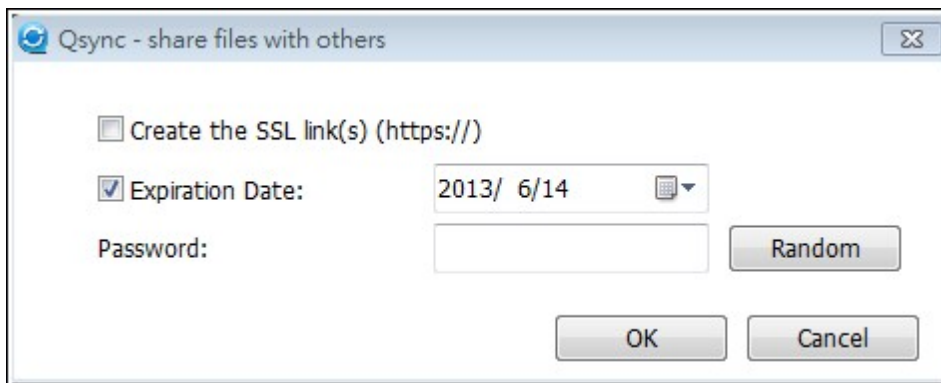 Qsync - share files with others
Create the SSL link(s) (https://)
Expiration Date: 2013/ 6/14
Password: Random
OK Cancel